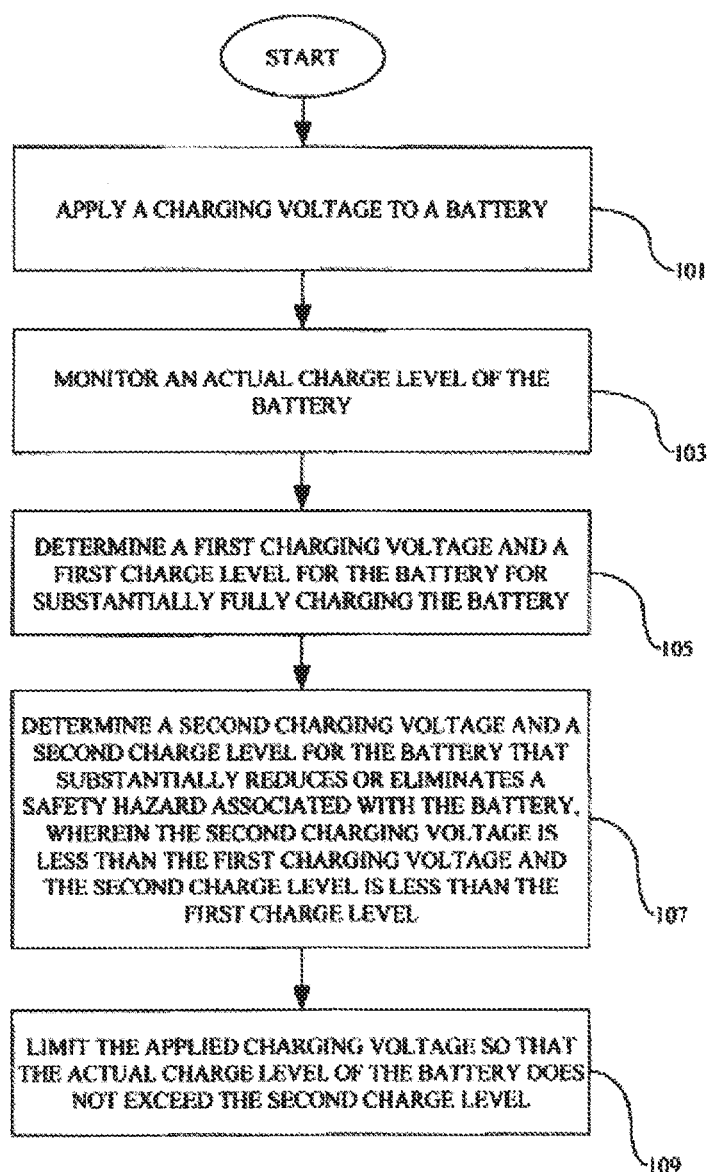 START
APPLY A CHARGING VOLTAGE TO A BATTERY
101
MONITOR AN ACTUAL CHARGE LEVEL OF THE
BATTERY
103
DETERMINE A FIRST CHARGING VOLTAGE AND A
FIRST CHARGE LEVEL FOR THE BATTERY FOR
SUBSTANTIALLY FULLY CHARGING THE BATTERY
105
DETERMINE A SECOND CHARGING VOLTAGE AND A
SECOND CHARGE LEVEL FOR THE BATTERY THAT
SUBSTANTIALLY REDUCES OR ELIMINATES A
SAFETY HAZARD ASSOCIATED WITH THE BATTERY,
WHEREIN THE SECOND CHARGING VOLTAGE IS
LESS THAN THE FIRST CHARGING VOLTAGE AND
THE SECOND CHARGE LEVEL IS LESS THAN THE
FIRST CHARGE LEVEL
107
LIMIT THE APPLIED CHARGING VOLTAGE SO THAT
THE ACTUAL CHARGE LEVEL OF THE BATTERY DOES
NOT EXCEED THE SECOND CHARGE LEVEL
109